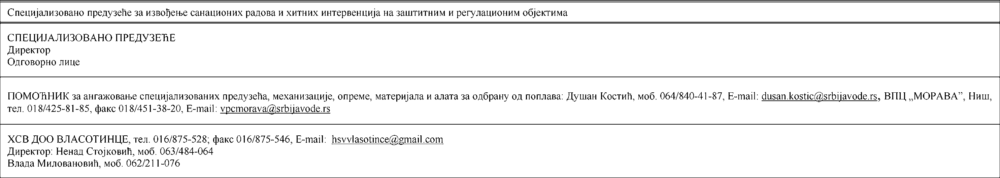 Специјализовано предузеће за извођење санационих радова и хитних интервенција на заштитним и регулационим објектима
СПЕЦИЈАЛИЗОВАНО ПРЕДУЗЕЋЕ
Директор
Одговорно лице
ПОМОЋНИК за ангажовање специјализованих предузећа, механизације, опреме, материјала и алата за одбрану од поплава: Душан Костић, моб. 064/840-41-87, E-mail: dusan.kostic@srbijavode.rs, ВПЦ „МОРАВА”, Ниш,
тел. 018/425-81-85, факс 018/451-38-20, E-mail: vpcmorava@srbijavode.rs
ХСВ ДОО ВЛАСОТИНЦЕ, тел. 016/875-528; факс 016/875-546, E-mail: hsvvlasotince@gmail.com
Директор: Ненад Стојковић, моб. 063/484-064
Влада Миловановић, моб. 062/211-076